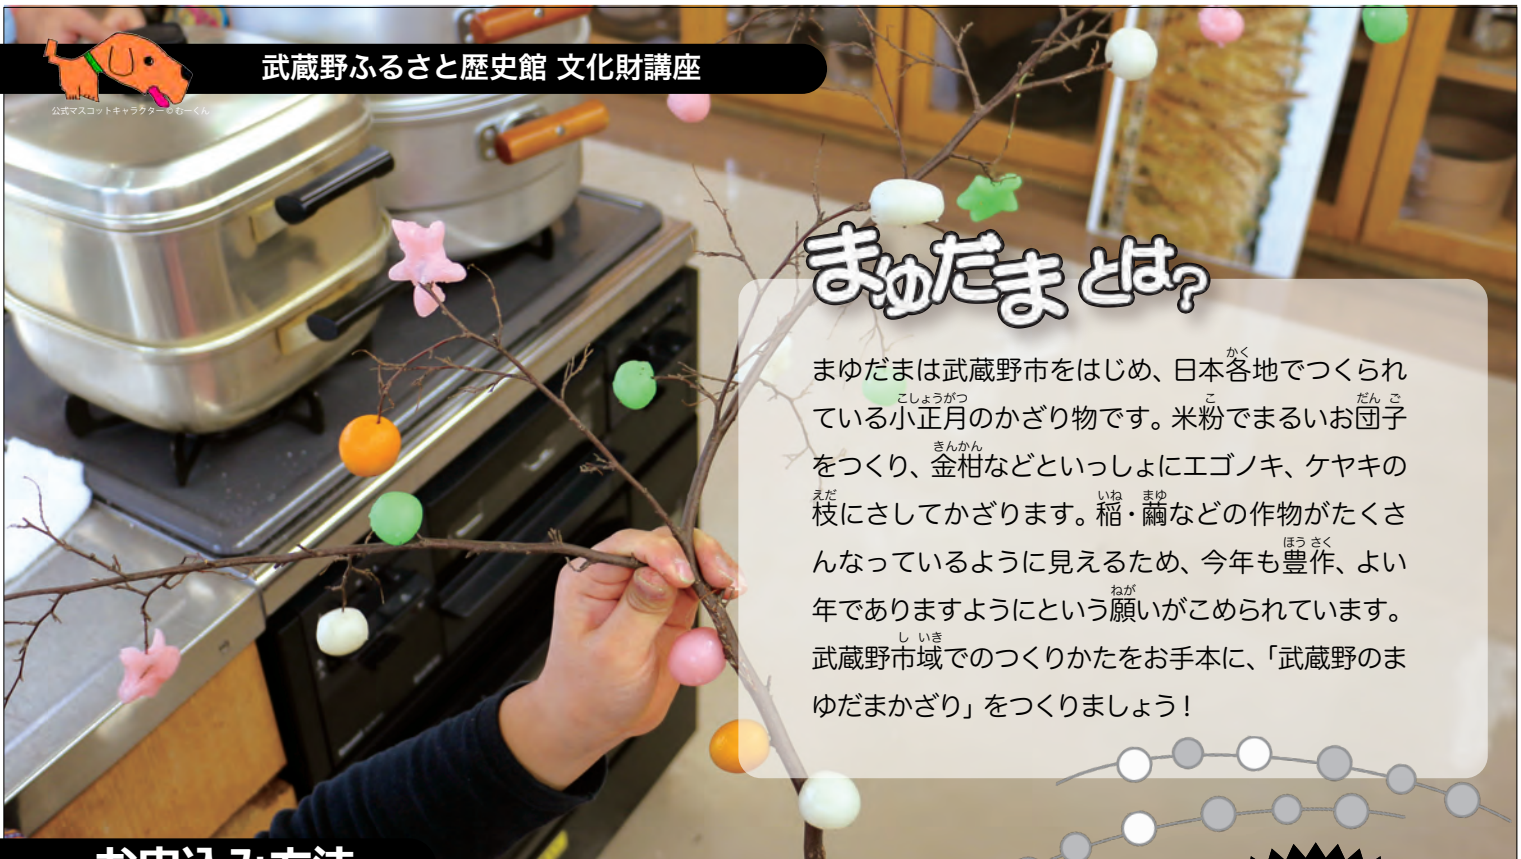 武蔵野ふるさと歴史館 文化財講座
公式マスコットキャラクター©むーくん
まゆだまとは?
まゆだまは武蔵野市をはじめ、日本各地でつくられ
ている小正月のかざり物です。米粉でまるいお団子
をつくり、金柑などといっしょにエゴノキ、ケヤキの
枝にさしてかざります。稲・繭などの作物がたくさ
んなっているように見えるため、今年も豊作、よい
年でありますようにという願いがこめられています。
武蔵野市域でのつくりかたをお手本に、「武蔵野のま
ゆだまかざり」をつくりましょう!
お申込み方法